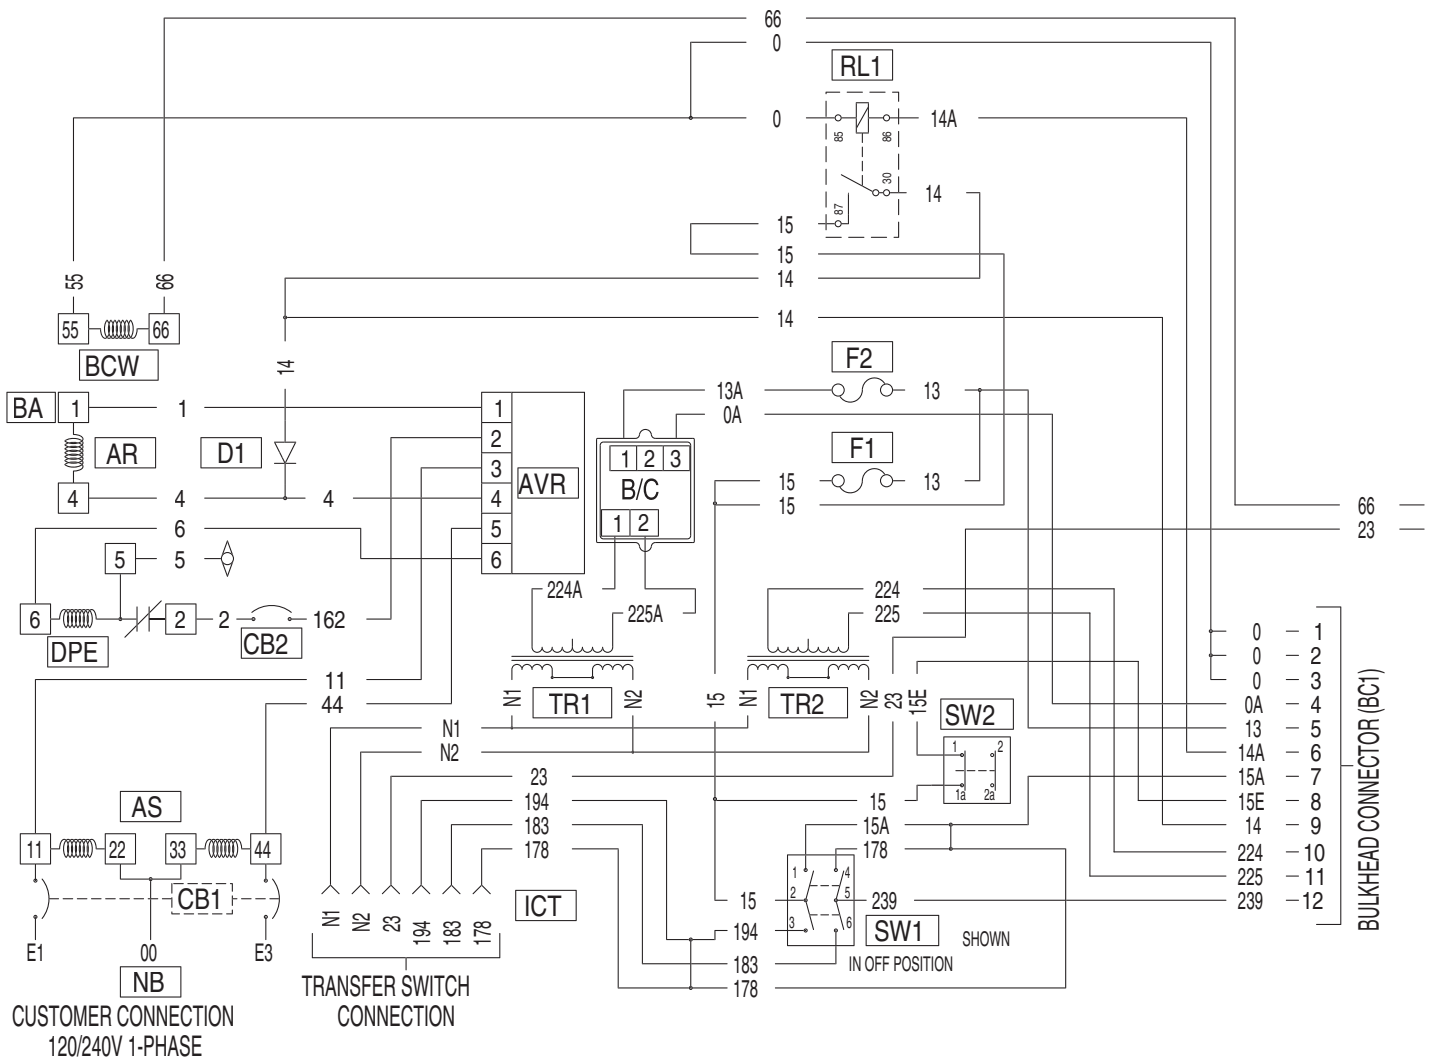 66
0
RL1
0
85
86
14A
30
14
87
15
15
14
55
66
14
55
66
BCW
14
F2
13A
13
BA
1
1
1
0A
2
AR
D1
3
AVR
1 2 3
F1
B/C
15
13
4
4
4
4
15
66
6
5
1 2
23
5
5
6
224A
224
6
2
2
162
225A
225
DPE
CB2
0 1
0 2
11
0 3
44
N1
TR1
N2
15
N1
TR2
N2
23
15E
SW2
0A 4
N1
13 5
N2
1
2
14A 6
23
15A 7
1a
2a
AS
194
15
15E 8
183
15A
14 9
11
22
33
44
178
178
224 10
1
4
225 11
CB1
ICT
15
2
5
239
239 12
N1
N2
23
194
183
178
3
6
194
SW1
SHOWN
E1
00
E3
183
IN OFF POSITION
NB
TRANSFER SWITCH
CONNECTION
178
CUSTOMER CONNECTION
120/240V 1-PHASE
BULKHEAD CONNECTOR (BC1)